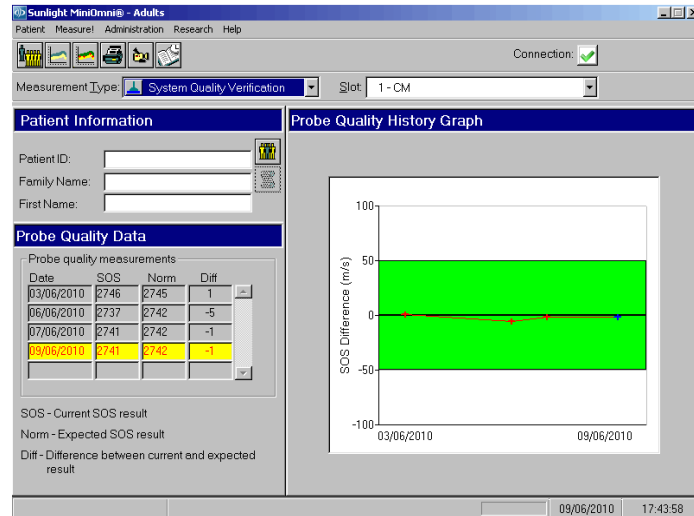 Sunlight MiniOmni® - Adults
Patient Measure! Administration Research Help
Connection:
Measurement Type: System Quality Verification Slot: 1 - CM
Patient Information
Patient ID:
Family Name:
First Name:
Probe Quality Data
Probe quality measurements
Date SOS Norm Diff
03/06/2010 2746 2745 1
06/06/2010 2737 2742 -5
07/06/2010 2741 2742 -1
09/06/2010 2741 2742 -1
SOS - Current SOS result
Norm - Expected SOS result
Diff - Difference between current and expected
result
Probe Quality History Graph
SOS Difference (m/s)
100
50
0
-50
-100
03/06/2010 09/06/2010
09/06/2010 17:43:58